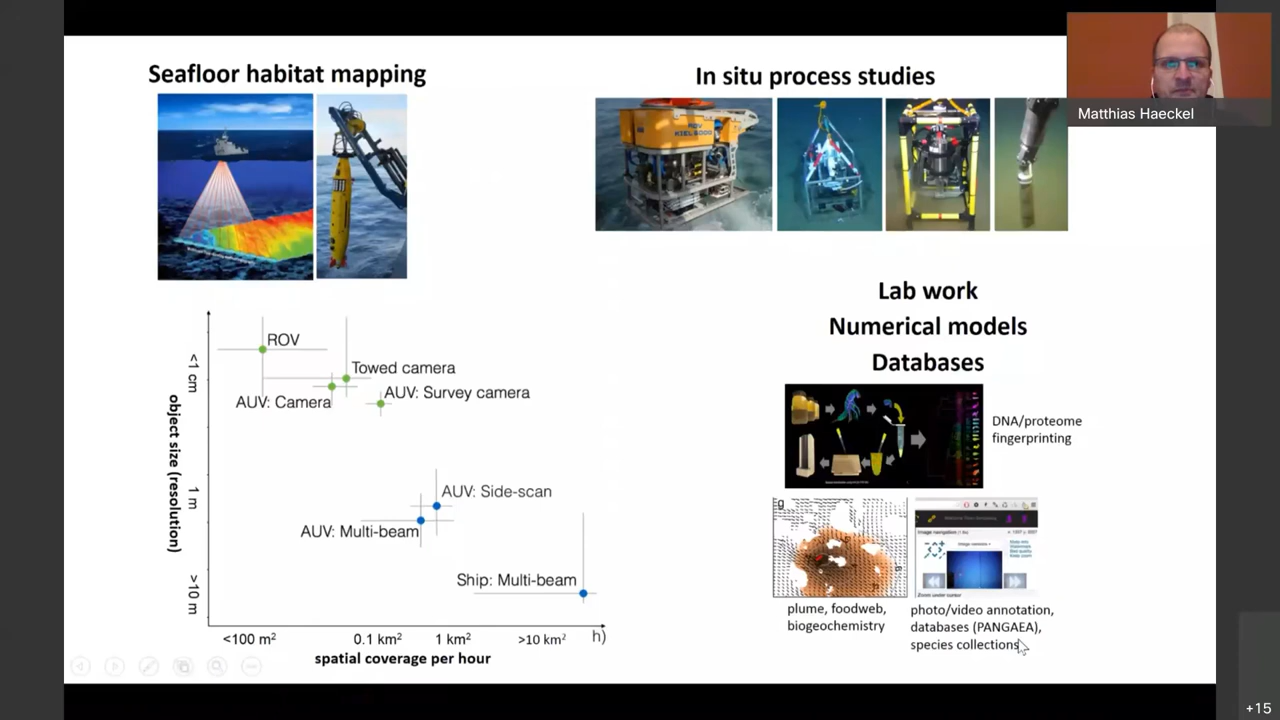 Seafloor habitat mapping
In situ process studies
Matthias Haeckel
ROV
KIEL 6000
Lab work
Numerical models
Databases
ROV
Towed camera
AUV: Camera
AUV: Survey camera
AUV: Side-scan
AUV: Multi-beam
Ship: Multi-beam
<1 cm
1 m
>10 m
object size (resolution)
<100 m²
0.1 km²
1 km²
>10 km²
h)
spatial coverage per hour
DNA/proteome
fingerprinting
g
plume, foodweb,
biogeochemistry
photo/video annotation,
databases (PANGAEA),
species collections
+15